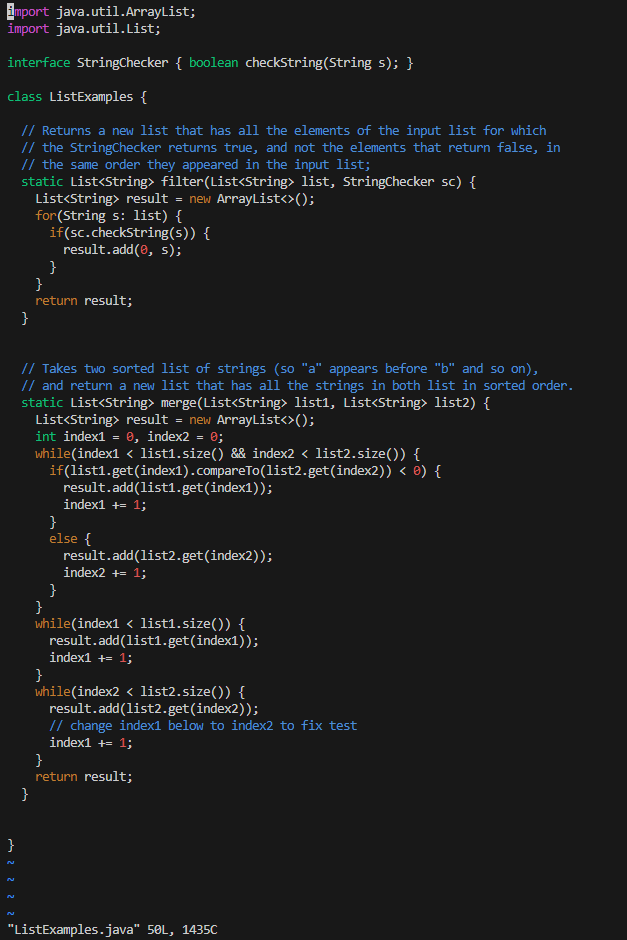 import java.util.ArrayList;
import java.util.List;

interface StringChecker { boolean checkString(String s); }

class ListExamples {

  // Returns a new list that has all the elements of the input list for which
  // the StringChecker returns true, and not the elements that return false, in
  // the same order they appeared in the input list;
  static List<String> filter(List<String> list, StringChecker sc) {
    List<String> result = new ArrayList<>();
    for(String s: list) {
      if(sc.checkString(s)) {
        result.add(0, s);
      }
    }
    return result;
  }


  // Takes two sorted list of strings (so "a" appears before "b" and so on),
  // and return a new list that has all the strings in both list in sorted order.
  static List<String> merge(List<String> list1, List<String> list2) {
    List<String> result = new ArrayList<>();
    int index1 = 0, index2 = 0;
    while(index1 < list1.size() && index2 < list2.size()) {
      if(list1.get(index1).compareTo(list2.get(index2)) < 0) {
        result.add(list1.get(index1));
        index1 += 1;
      }
      else {
        result.add(list2.get(index2));
        index2 += 1;
      }
    }
    while(index1 < list1.size()) {
      result.add(list1.get(index1));
      index1 += 1;
    }
    while(index2 < list2.size()) {
      result.add(list2.get(index2));
      // change index1 below to index2 to fix test
      index1 += 1;
    }
    return result;
  }


}
~
~
~
~
"ListExamples.java" 50L, 1435C